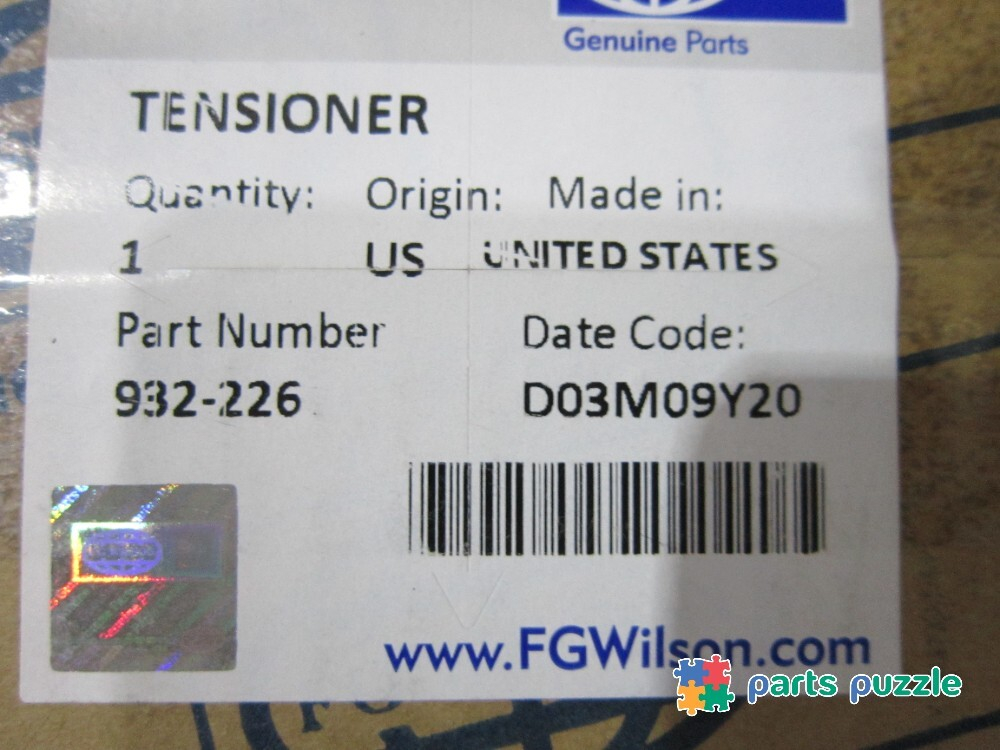 Genuine Parts
TENSIONER
Quantity: Origin: Made in:
1 US UNITED STATES
Part Number Date Code:
932-226 D03M09Y20
www.FGWilson.com
parts puzzle